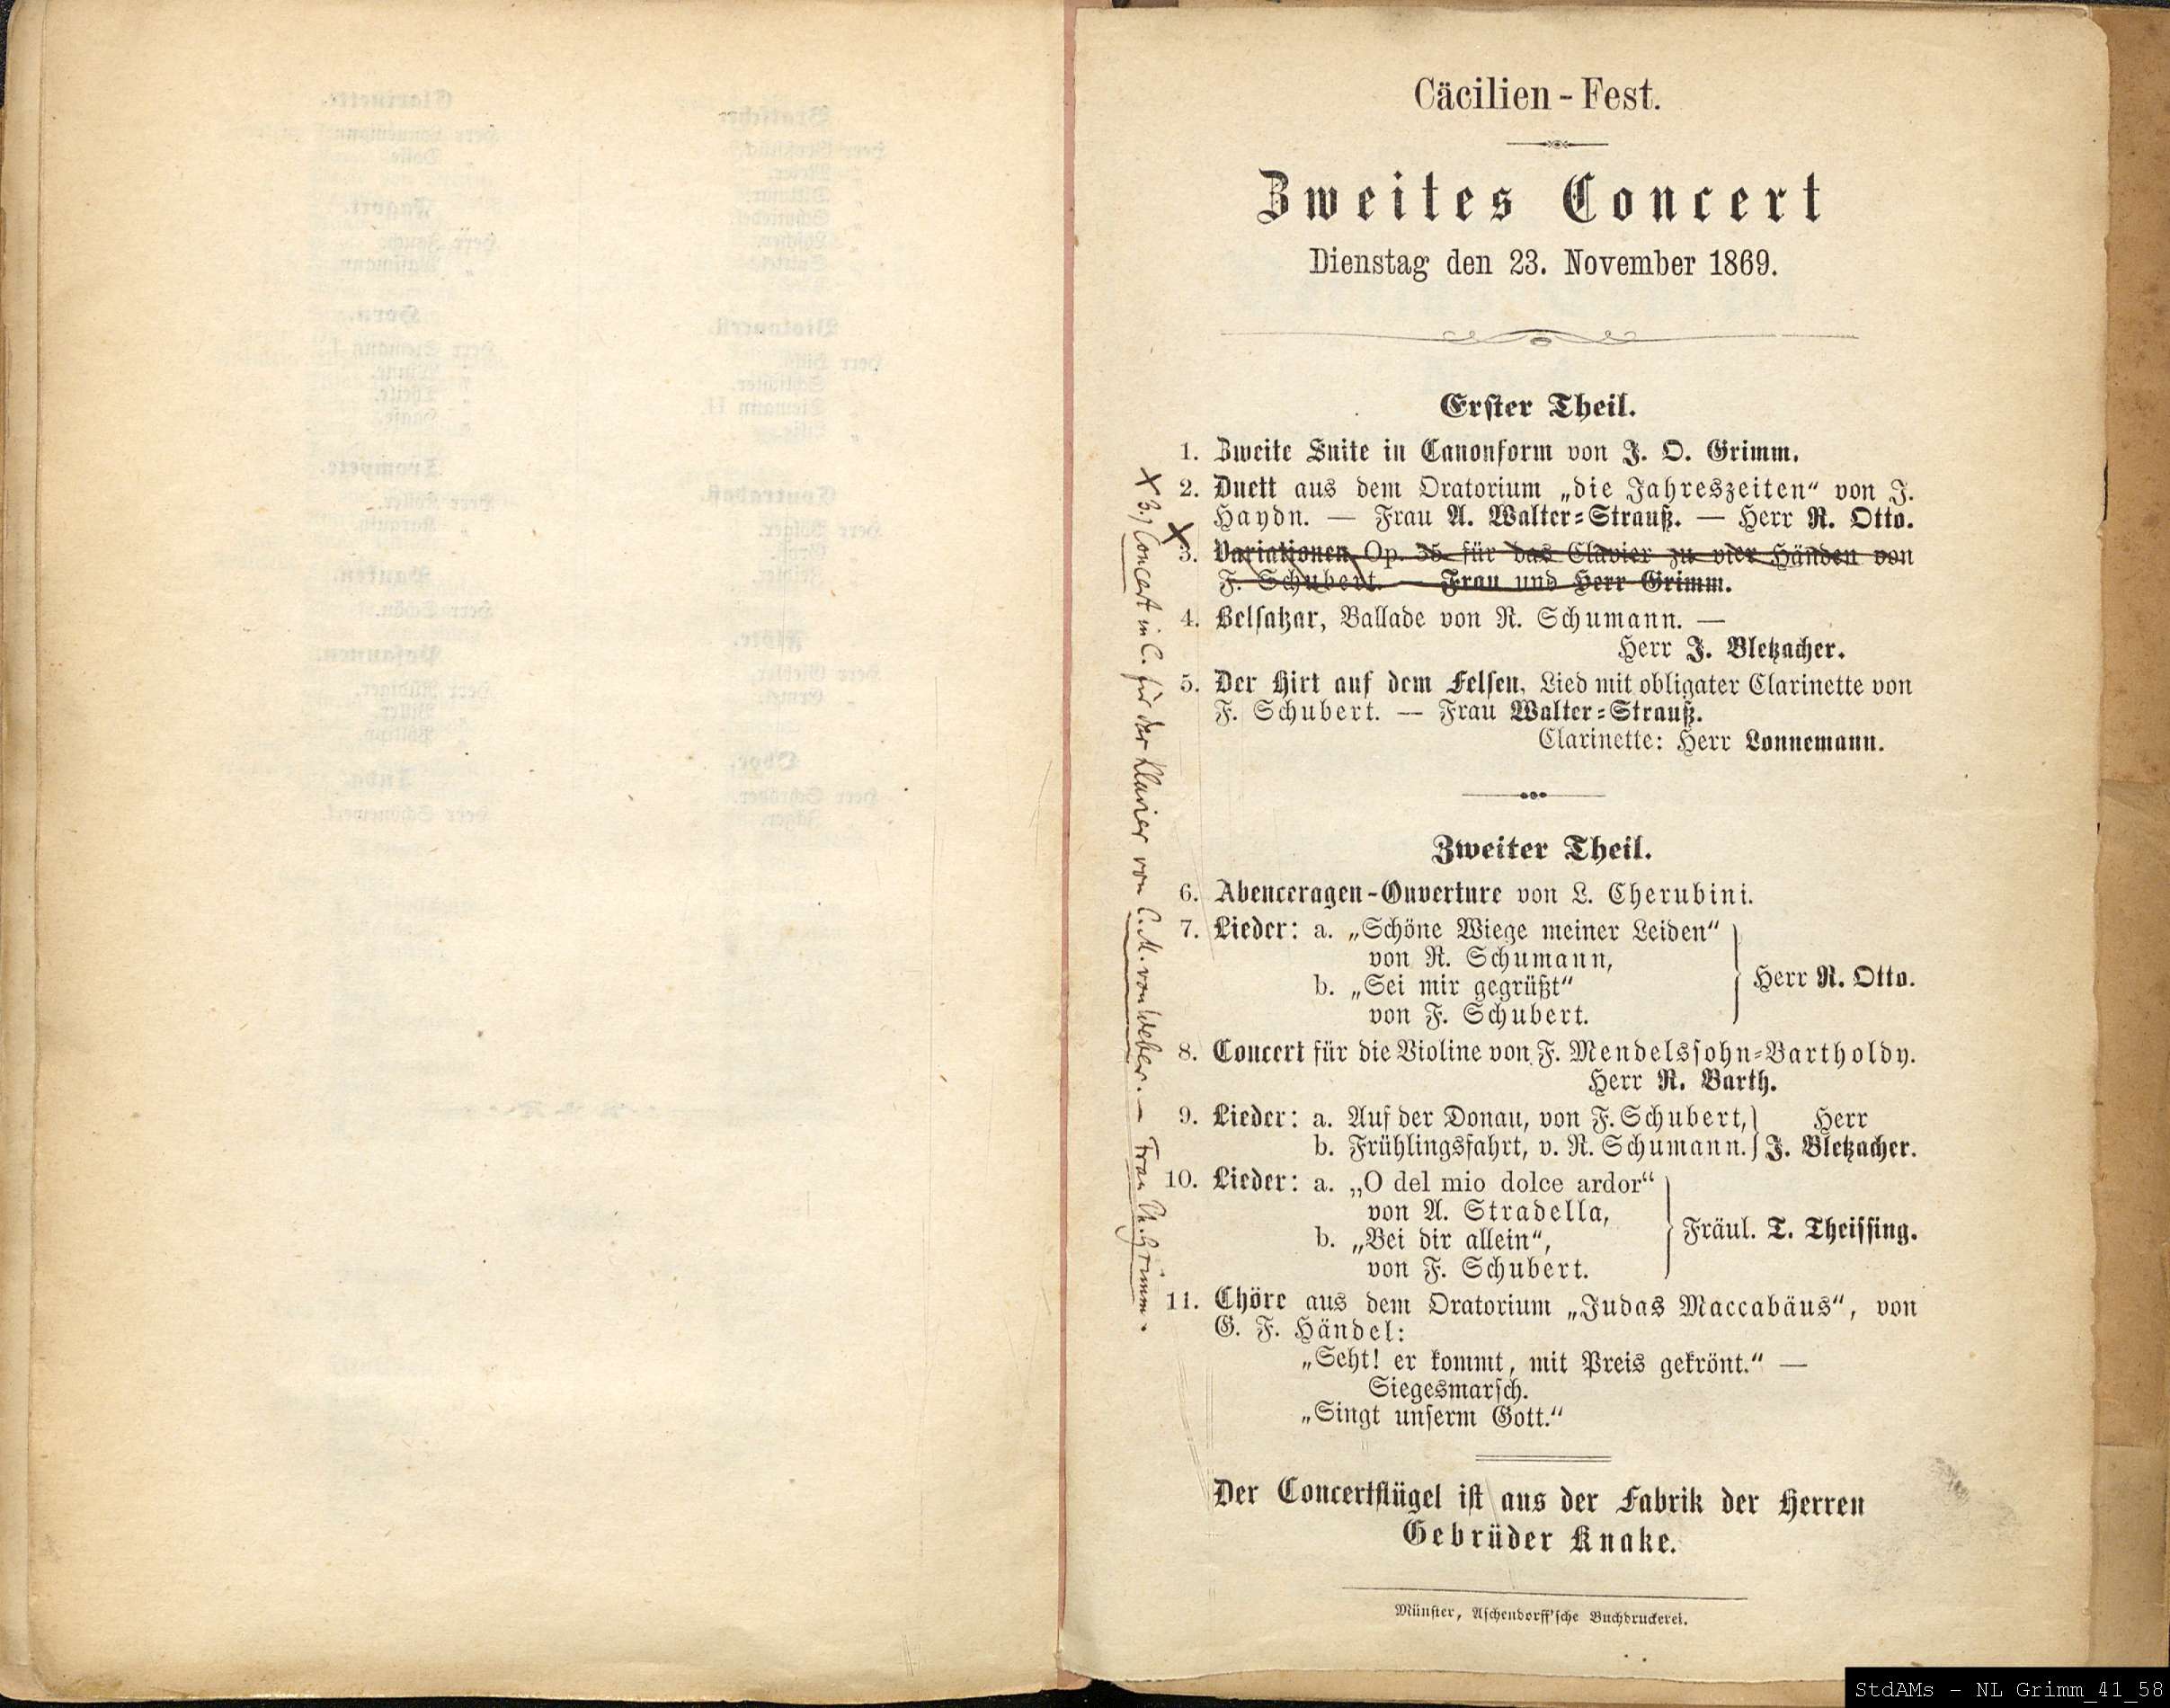 Cäcilien-Fest.
Zweites Concert
Dienstag den 23. November 1869.
Erster Theil.
1. Zweite Suite in Canonform von J. O. Grimm.
2. Duett aus dem Oratorium „die Jahreszeiten“ von J.
Haydn. — Frau A. Walter-Strauß. — Herr R. Otto.
3. Variationen Op. 35 für das Clavier zu vier Händen von
F. Schubert. — Frau und Herr Grimm.
4. Belsatzar, Ballade von R. Schumann. —
Herr J. Bletzacher.
5. Der Hirt auf dem Felsen, Lied mit obligater Clarinette von
F. Schubert. — Frau Walter-Strauß.
Clarinette: Herr Lonnemann.
X 3., Concert in C. für der Klavier von C. M. von Weber. — Frau Ph. Grimm.
X
Zweiter Theil.
6. Abenceragen-Ouverture von L. Cherubini.
7. Lieder: a. „Schöne Wiege meiner Leiden“
von R. Schumann,
b. „Sei mir gegrüßt“
von F. Schubert.
Herr R. Otto.
8. Concert für die Violine von F. Mendelssohn-Bartholdy.
Herr R. Barth.
9. Lieder: a. Auf der Donau, von F. Schubert,
b. Frühlingsfahrt, v. R. Schumann.
Herr
J. Bletzacher.
10. Lieder: a. „O del mio dolce ardor“
von A. Stradella,
b. „Bei dir allein“,
von F. Schubert.
Fräul. T. Theissing.
11. Chöre aus dem Oratorium „Judas Maccabäus“, von
G. F. Händel:
„Seht! er kommt, mit Preis gekrönt.“ —
Siegesmarsch.
„Singt unserm Gott.“
Der Concertflügel ist aus der Fabrik der Herren
Gebrüder Knake.
Münster, Aschendorff'sche Buchdruckerei.
StdAMs - NL Grimm_41_58